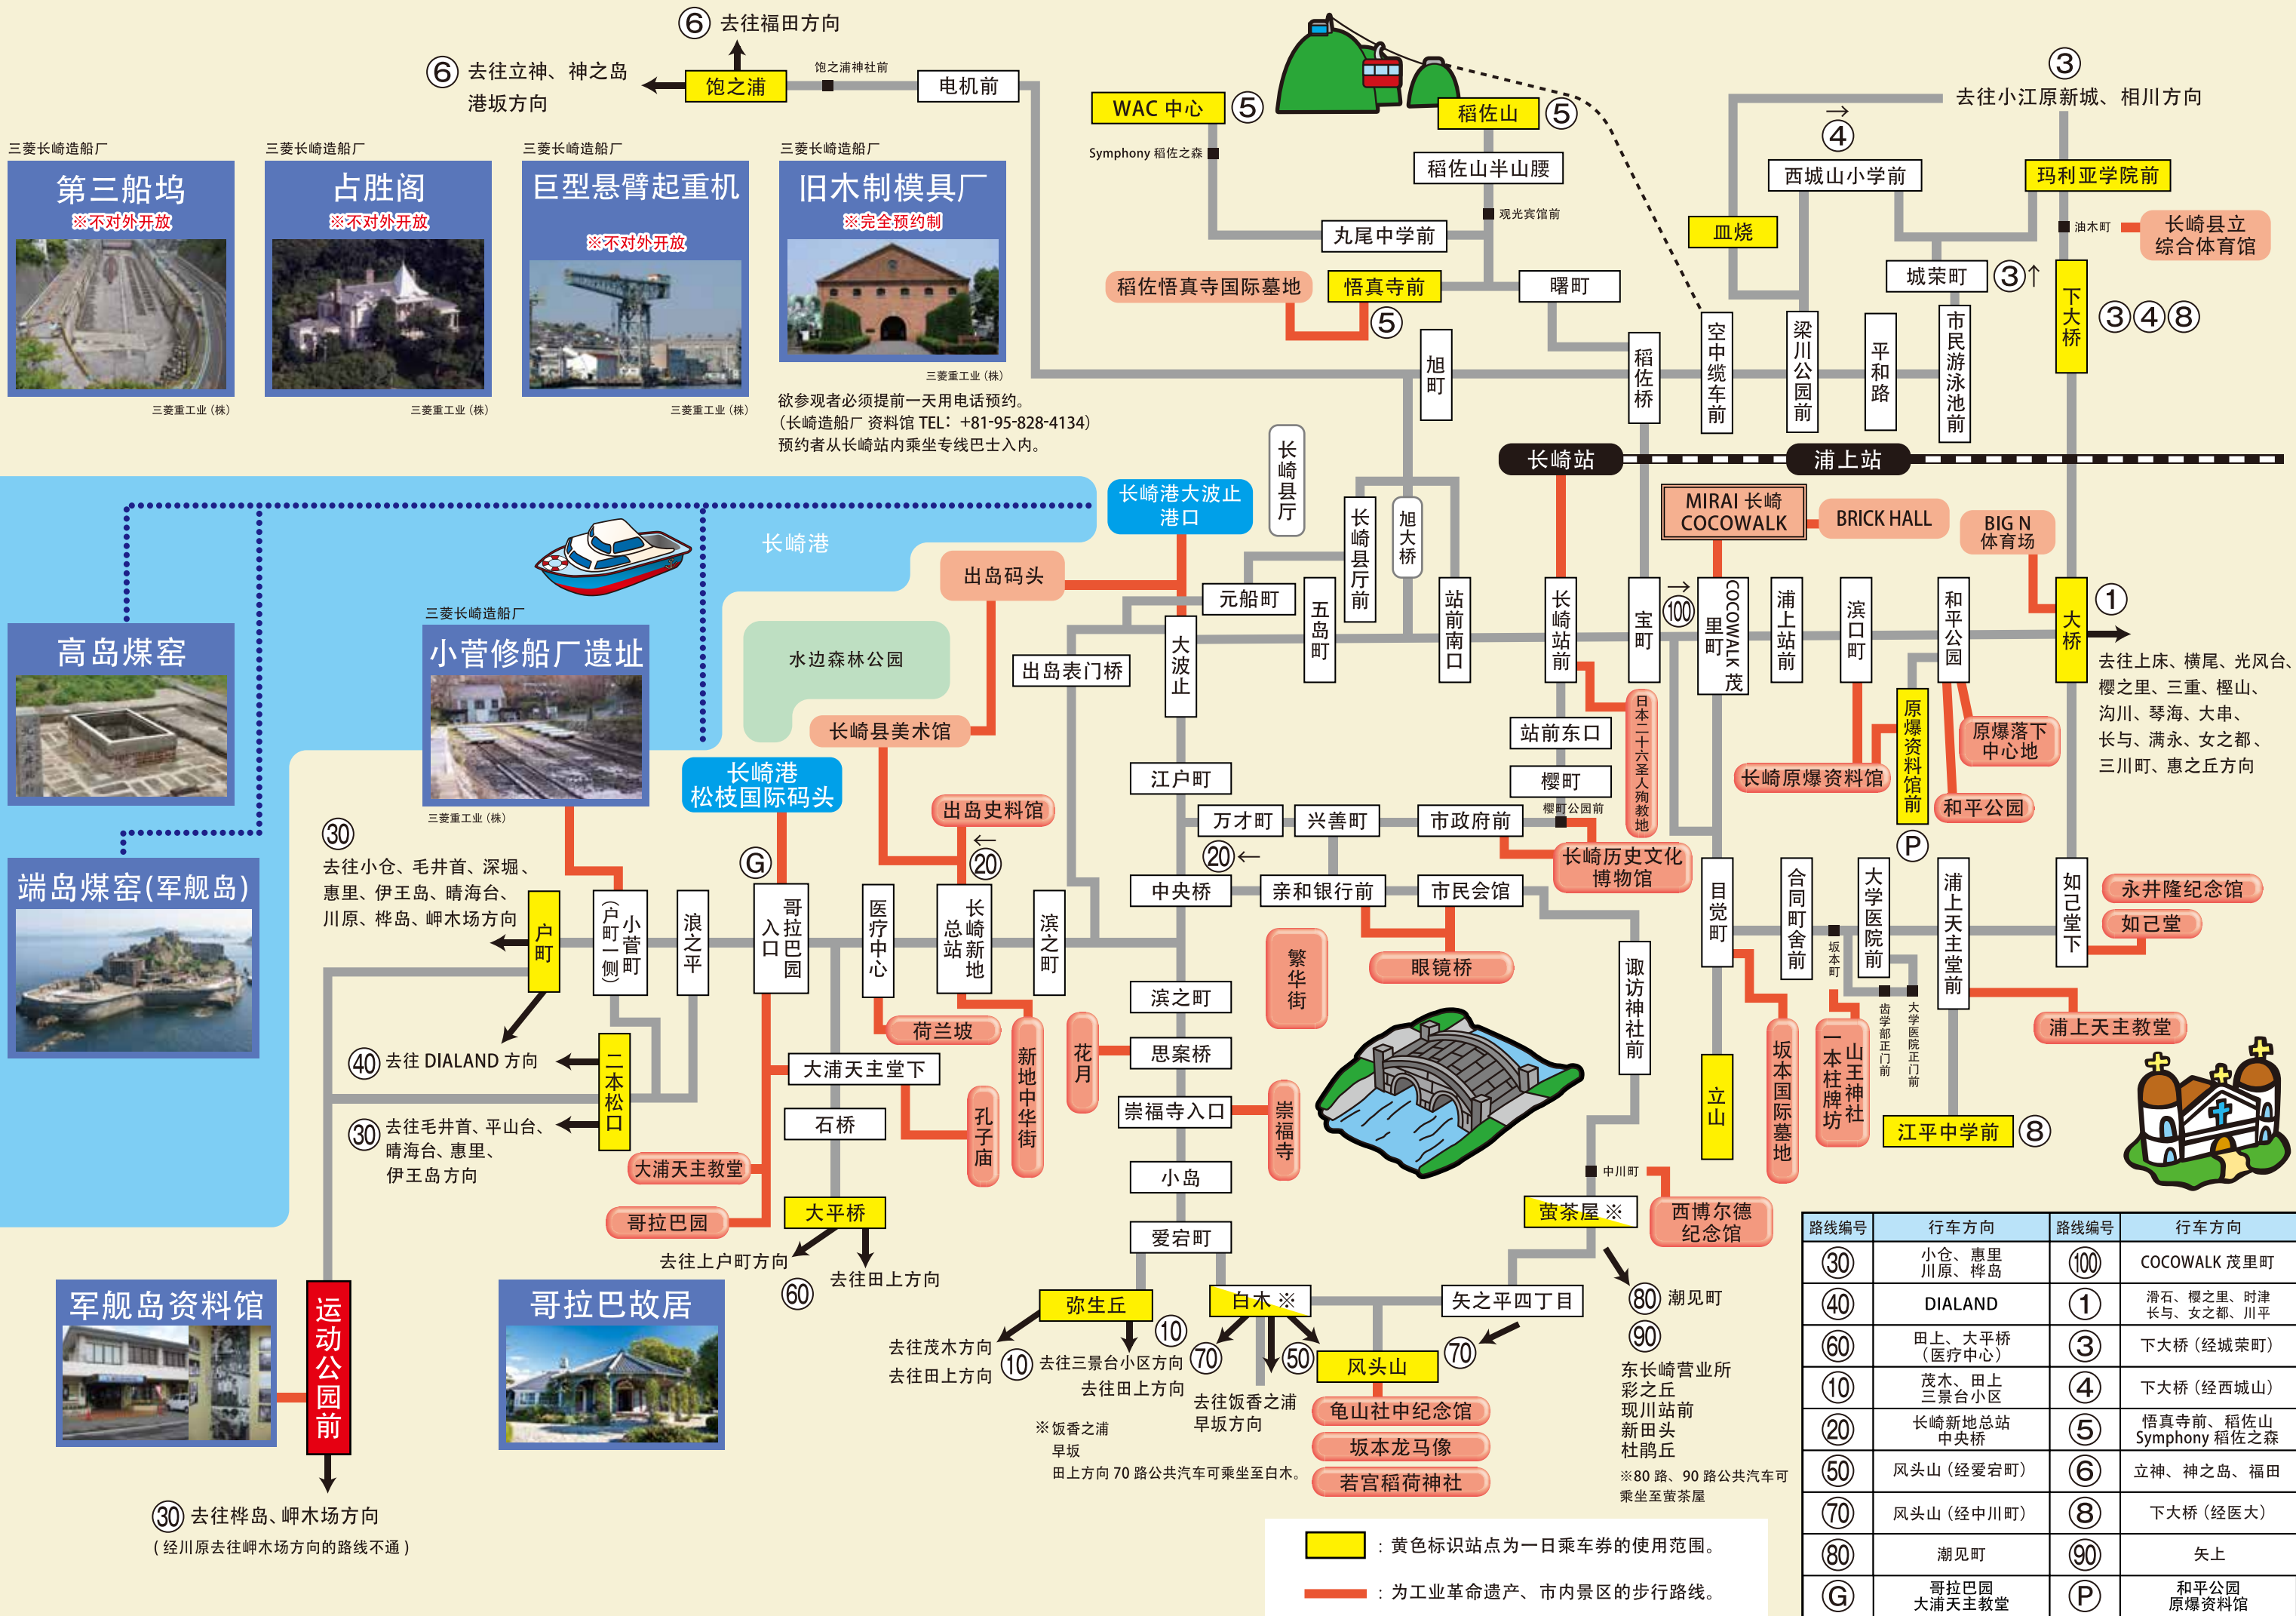 ⑥ 去往福田方向
⑥ 去往立神、神之岛
港坂方向
饱之浦
饱之浦神社前
电机前
WAC 中心 ⑤
Symphony 稻佐之森
稻佐山 ⑤
稻佐山半山腰
观光宾馆前
丸尾中学前
稻佐悟真寺国际墓地
悟真寺前
⑤
曙町
③
去往小江原新城、相川方向
→
④
西城山小学前
玛利亚学院前
皿烧
油木町
长崎县立
综合体育馆
城荣町 ③↑
下大桥
③④⑧
旭町
稻佐桥
空中缆车前
梁川公园前
平和路
市民游泳池前
三菱长崎造船厂
第三船坞
※不对外开放
三菱重工业 (株)
三菱长崎造船厂
占胜阁
※不对外开放
三菱重工业 (株)
三菱长崎造船厂
巨型悬臂起重机
※不对外开放
三菱重工业 (株)
三菱长崎造船厂
旧木制模具厂
※完全预约制
三菱重工业 (株)
欲参观者必须提前一天用电话预约。
(长崎造船厂 资料馆 TEL: +81-95-828-4134)
预约者从长崎站内乘坐专线巴士入内。
长崎站
浦上站
长崎县厅
长崎港大波止
港口
长崎港
长崎县厅前
旭大桥
MIRAI 长崎
COCOWALK
BRICK HALL
BIG N
体育场
出岛码头
元船町
五岛町
站前南口
长崎站前
宝町
→
100
COCOWALK 茂
里町
浦上站前
滨口町
和平公园
大桥
①
去往上床、横尾、光风台、
樱之里、三重、樫山、
沟川、琴海、大串、
长与、满永、女之都、
三川町、惠之丘方向
水边森林公园
出岛表门桥
大波止
长崎县美术馆
高岛煤窑
三菱长崎造船厂
小菅修船厂遗址
三菱重工业 (株)
长崎港
松枝国际码头
江户町
站前东口
樱町
樱町公园前
日本二十六圣人殉教地
长崎原爆资料馆
原爆资料馆前
P
原爆落下
中心地
和平公园
出岛史料馆
←
⑳
万才町
兴善町
市政府前
⑳←
长崎历史文化
博物馆
中央桥
亲和银行前
市民会馆
端岛煤窑(军舰岛)
㉚
去往小仓、毛井首、深堀、
惠里、伊王岛、晴海台、
川原、桦岛、岬木场方向
户町
小菅町
(户町一侧)
浪之平
G
哥拉巴园
入口
医疗中心
长崎新地
总站
滨之町
目觉町
合同町舍前
坂本町
大学医院前
浦上天主堂前
如己堂下
永井隆纪念馆
如己堂
繁华街
眼镜桥
诹访神社前
滨之町
荷兰坡
新地中华街
花月
思案桥
齿学部正门前
大学医院正门前
浦上天主教堂
㊵ 去往 DIALAND 方向
二本松口
大浦天主堂下
石桥
孔子庙
崇福寺入口
崇福寺
立山
坂本国际墓地
山王神社
一本柱牌坊
江平中学前 ⑧
㉚ 去往毛井首、平山台、
晴海台、惠里、
伊王岛方向
大浦天主教堂
哥拉巴园
大平桥
去往上户町方向
60
去往田上方向
小岛
爱宕町
中川町
萤茶屋 ※
西博尔德
纪念馆
80 潮见町
90
东长崎营业所
彩之丘
现川站前
新田头
杜鹃丘
※80 路、90 路公共汽车可
乘坐至萤茶屋
弥生丘
去往茂木方向
去往田上方向
⑩
⑩
去往三景台小区方向
去往田上方向
白木 ※
70
50
去往饭香之浦
早坂方向
矢之平四丁目
70
风头山
龟山社中纪念馆
坂本龙马像
若宫稻荷神社
※饭香之浦
早坂
田上方向 70 路公共汽车可乘坐至白木。
军舰岛资料馆
运动公园前
㉚ 去往桦岛、岬木场方向
(经川原去往岬木场方向的路线不通)
哥拉巴故居
: 黄色标识站点为一日乘车券的使用范围。
: 为工业革命遗产、市内景区的步行路线。
路线编号 行车方向 路线编号 行车方向
㉚ 小仓、惠里
川原、桦岛
100 COCOWALK 茂里町
㊵ DIALAND
① 滑石、樱之里、时津
长与、女之都、川平
60 田上、大平桥
(医疗中心)
③ 下大桥 (经城荣町)
⑩ 茂木、田上
三景台小区
④ 下大桥 (经西城山)
⑳ 长崎新地总站
中央桥
⑤ 悟真寺前、稻佐山
Symphony 稻佐之森
50 风头山 (经爱宕町)
⑥ 立神、神之岛、福田
70 风头山 (经中川町)
⑧ 下大桥 (经医大)
80 潮见町
90 矢上
G 哥拉巴园
大浦天主教堂
P 和平公园
原爆资料馆